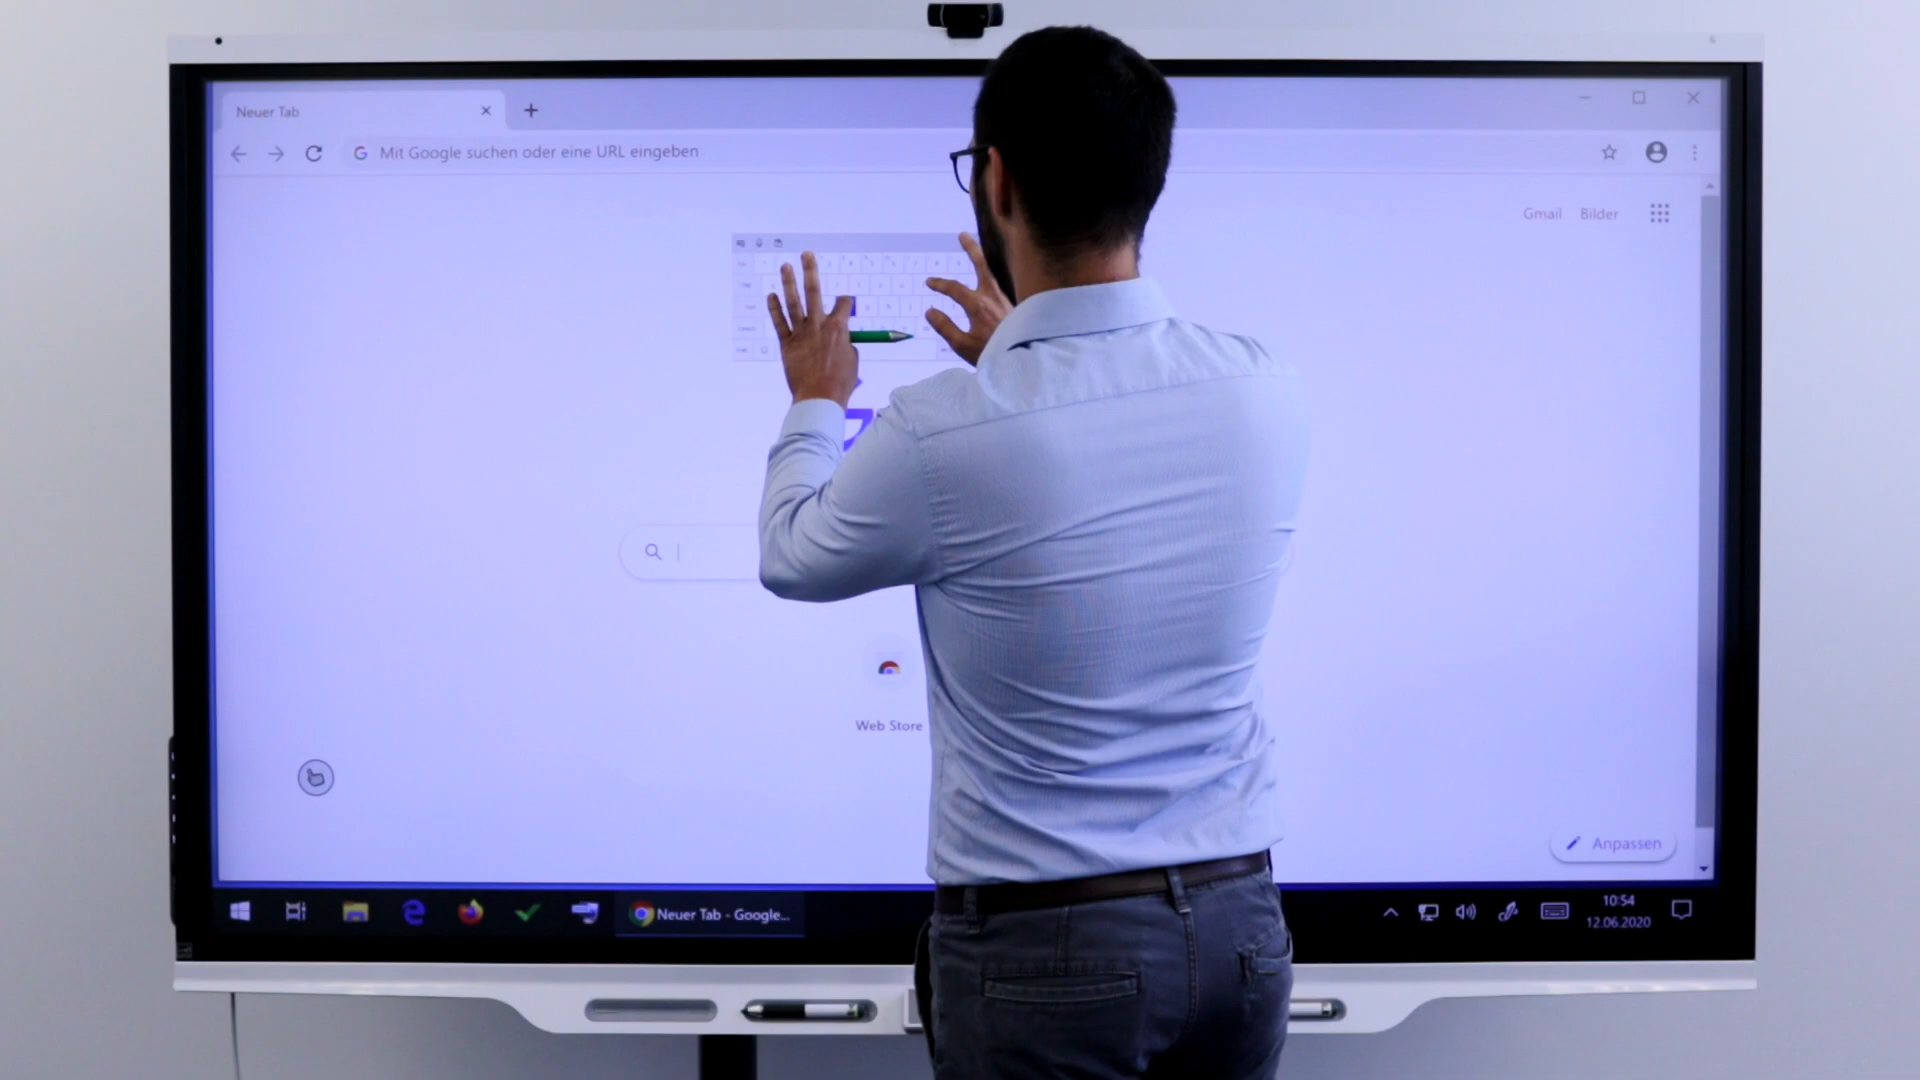 Neuer Tab
Mit Google suchen oder eine URL eingeben
Gmail Bilder
Web Store
Anpassen
Neuer Tab - Google...
10:54
12.06.2020